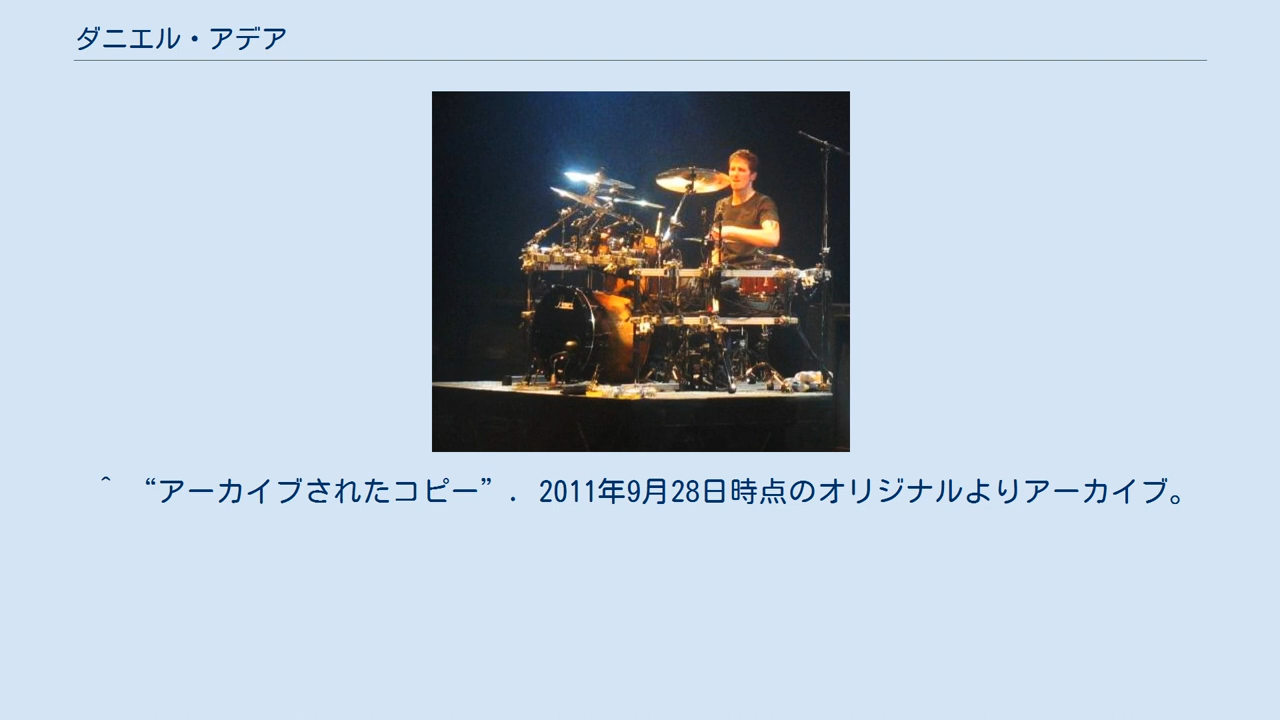 ダニエル・アデア
^ “アーカイブされたコピー”. 2011年9月28日時点のオリジナルよりアーカイブ。